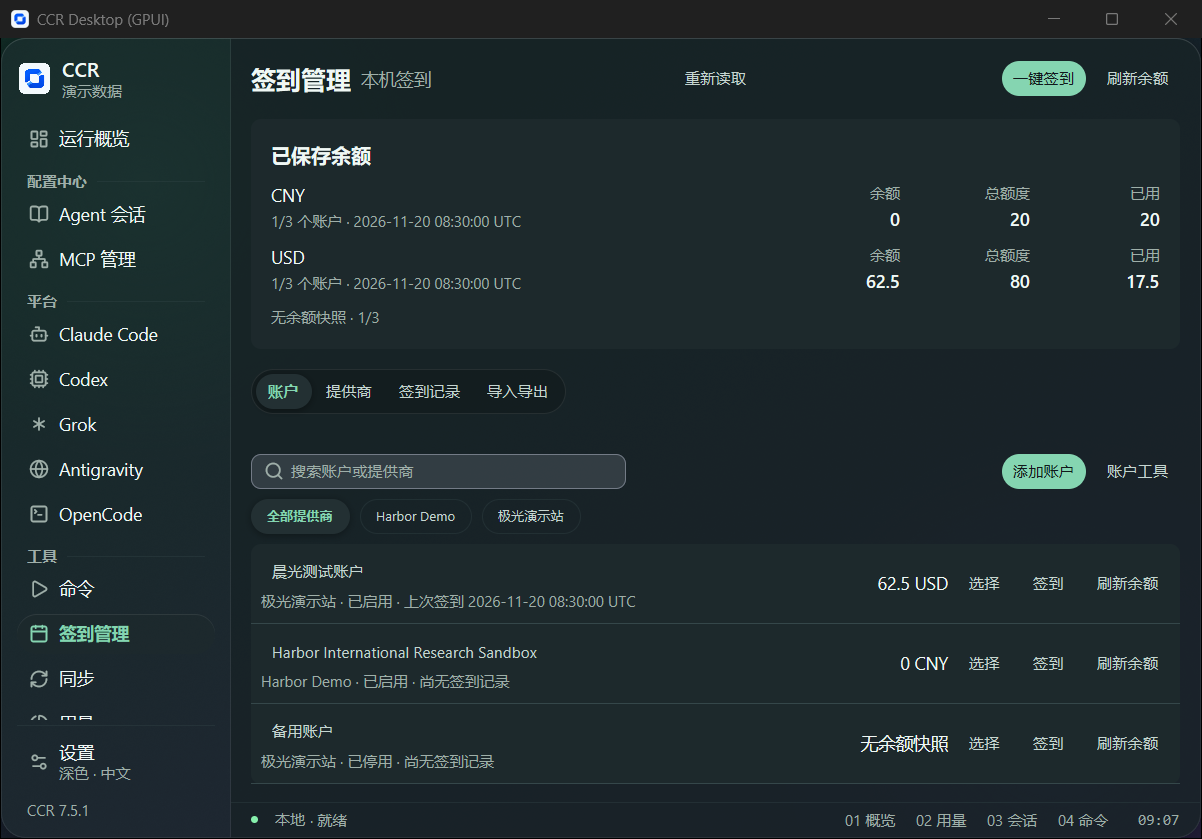 CCR Desktop (GPUI)
CCR
演示数据
运行概览
配置中心
Agent 会话
MCP 管理
平台
Claude Code
Codex
Grok
Antigravity
OpenCode
工具
命令
签到管理
同步
设置
深色 · 中文
CCR 7.5.1
签到管理 本机签到
重新读取
一键签到
刷新余额
已保存余额
CNY
1/3 个账户 · 2026-11-20 08:30:00 UTC
余额 总额度 已用
0 20 20
USD
1/3 个账户 · 2026-11-20 08:30:00 UTC
余额 总额度 已用
62.5 80 17.5
无余额快照 · 1/3
账户 提供商 签到记录 导入导出
搜索账户或提供商
添加账户 账户工具
全部提供商 Harbor Demo 极光演示站
晨光测试账户
极光演示站 · 已启用 · 上次签到 2026-11-20 08:30:00 UTC
62.5 USD 选择 签到 刷新余额
Harbor International Research Sandbox
Harbor Demo · 已启用 · 尚无签到记录
0 CNY 选择 签到 刷新余额
备用账户
极光演示站 · 已停用 · 尚无签到记录
无余额快照 选择 签到 刷新余额
本地 · 就绪
01 概览 02 用量 03 会话 04 命令 09:07